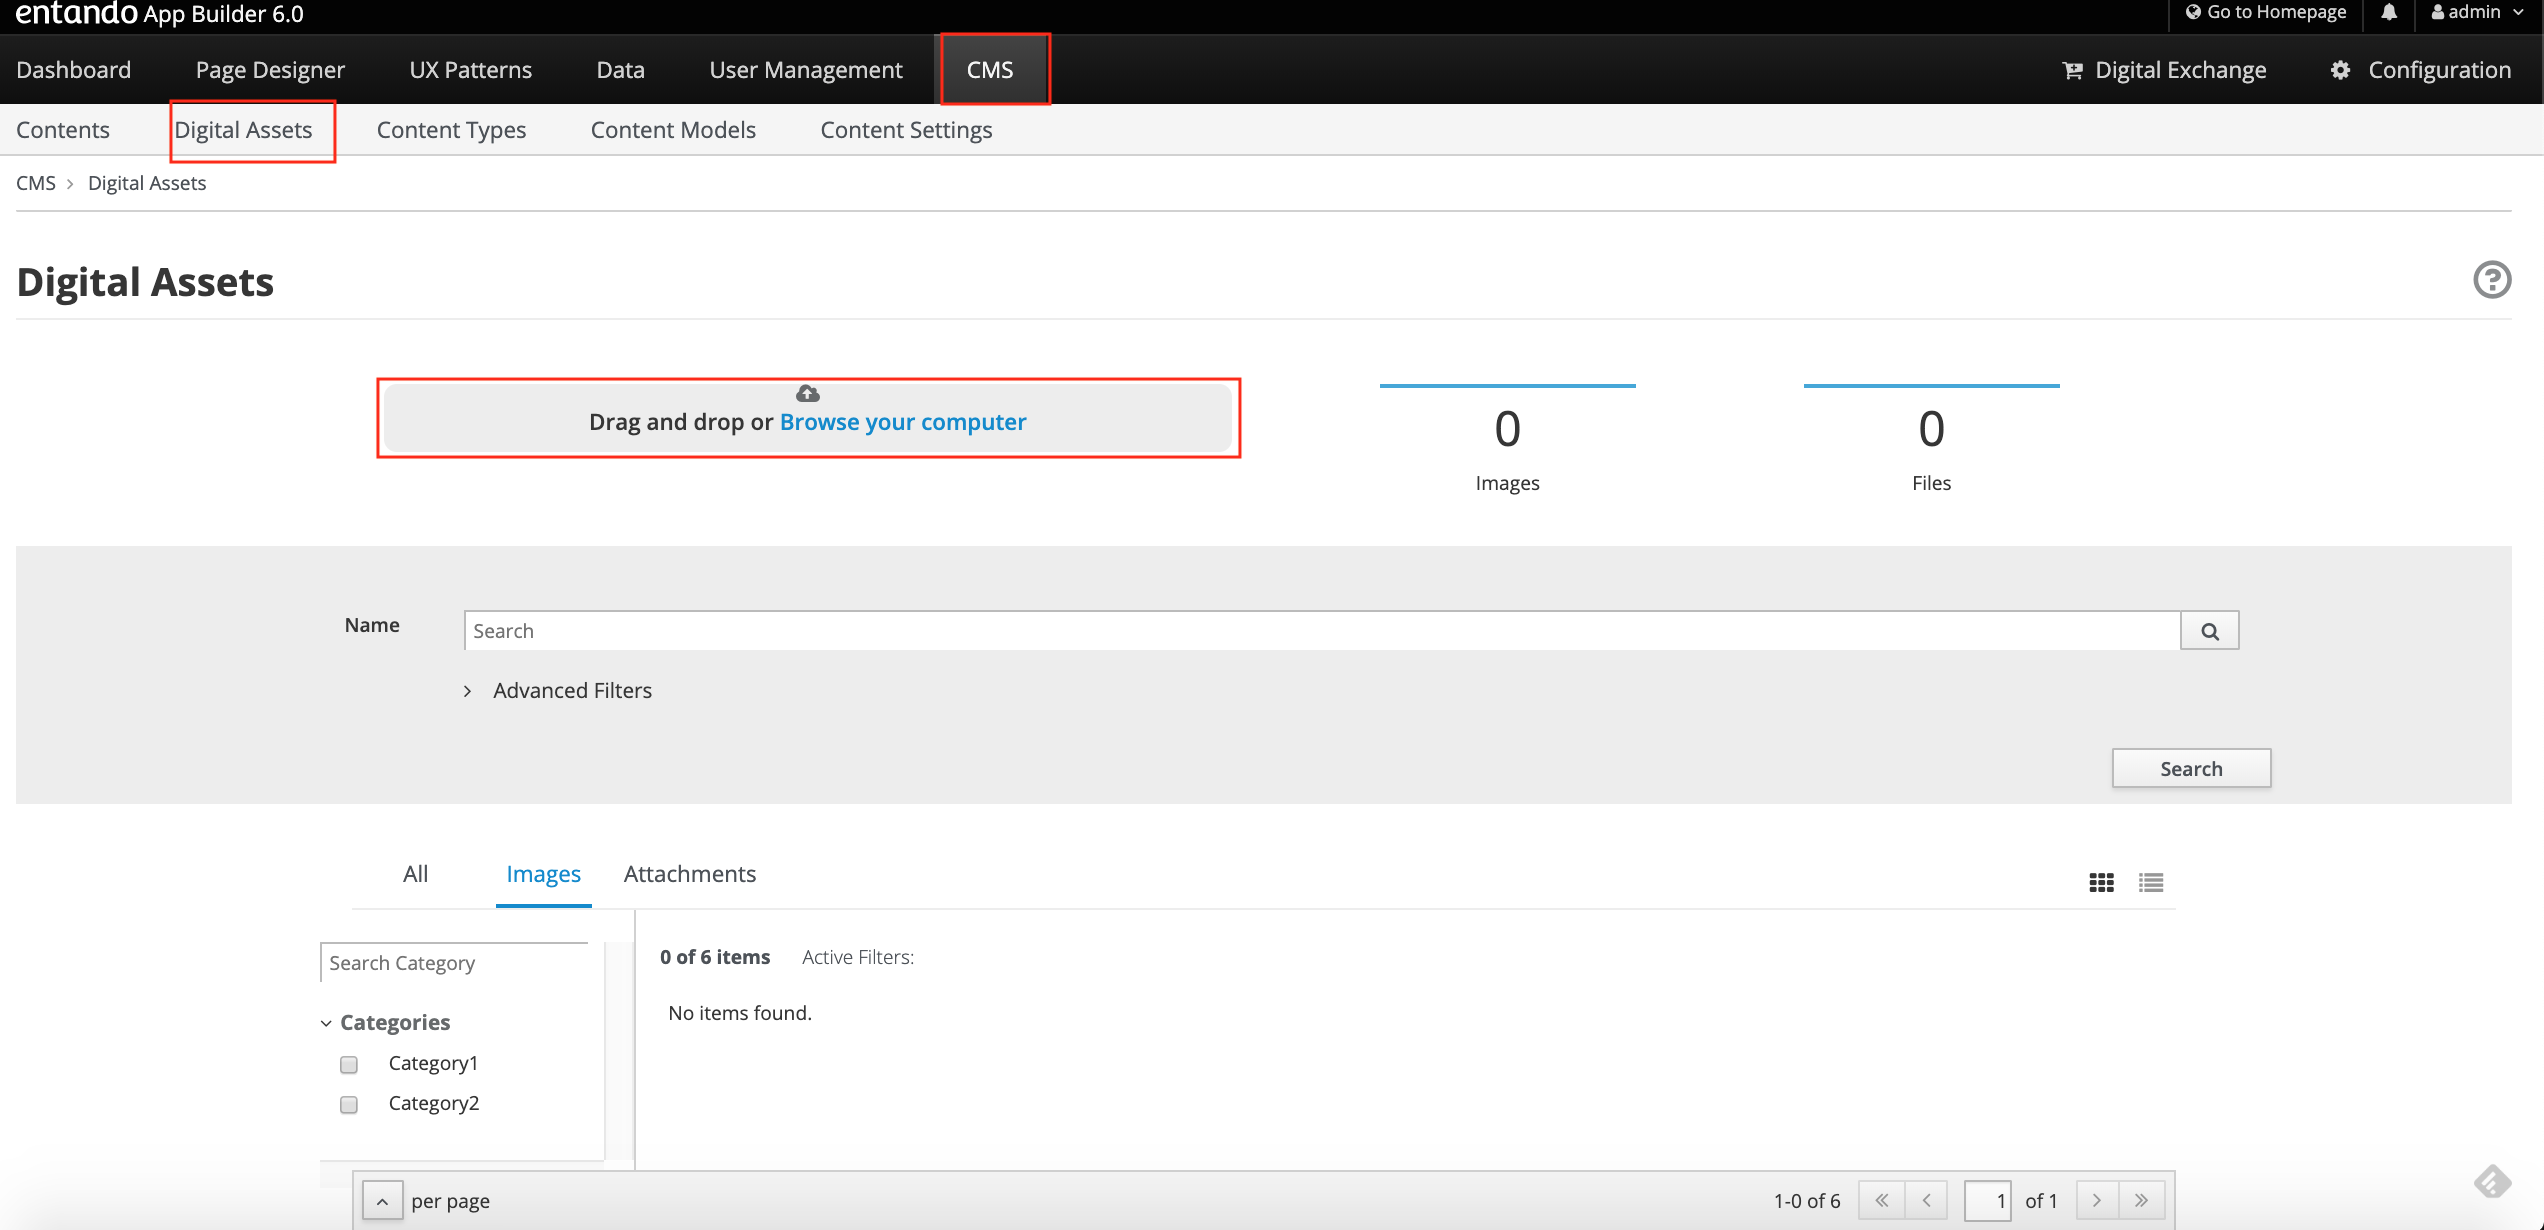 entando App Builder 6.0 Go to Homepage admin
Dashboard Page Designer UX Patterns Data User Management CMS Digital Exchange Configuration
Contents Digital Assets Content Types Content Models Content Settings
CMS > Digital Assets
Digital Assets
Drag and drop or Browse your computer
0
Images
0
Files
Name Search
Advanced Filters
Search
All Images Attachments
Search Category
0 of 6 items Active Filters:
No items found.
Categories
Category1
Category2
per page 1-0 of 6 1 of 1